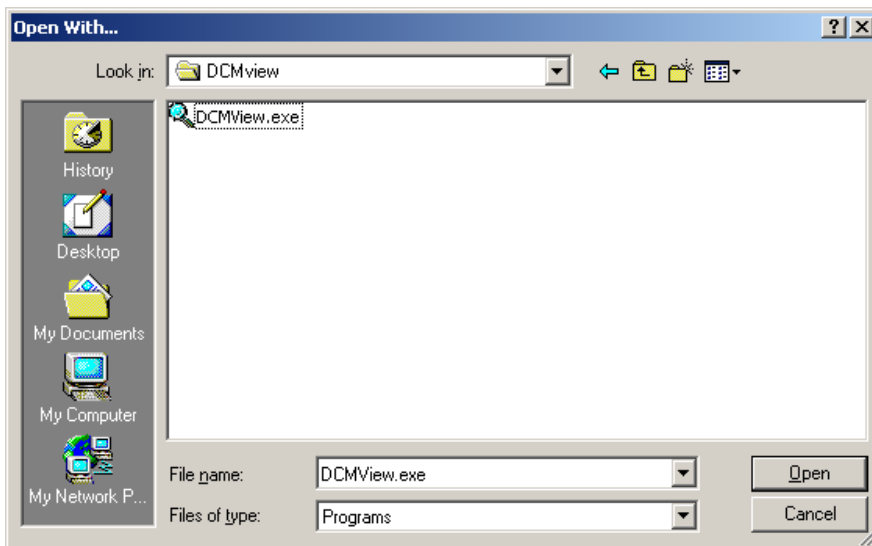 Open With...
Look in: DCMview
DCMView.exe
History
Desktop
My Documents
My Computer
My Network P...
File name: DCMView.exe Open
Files of type: Programs Cancel